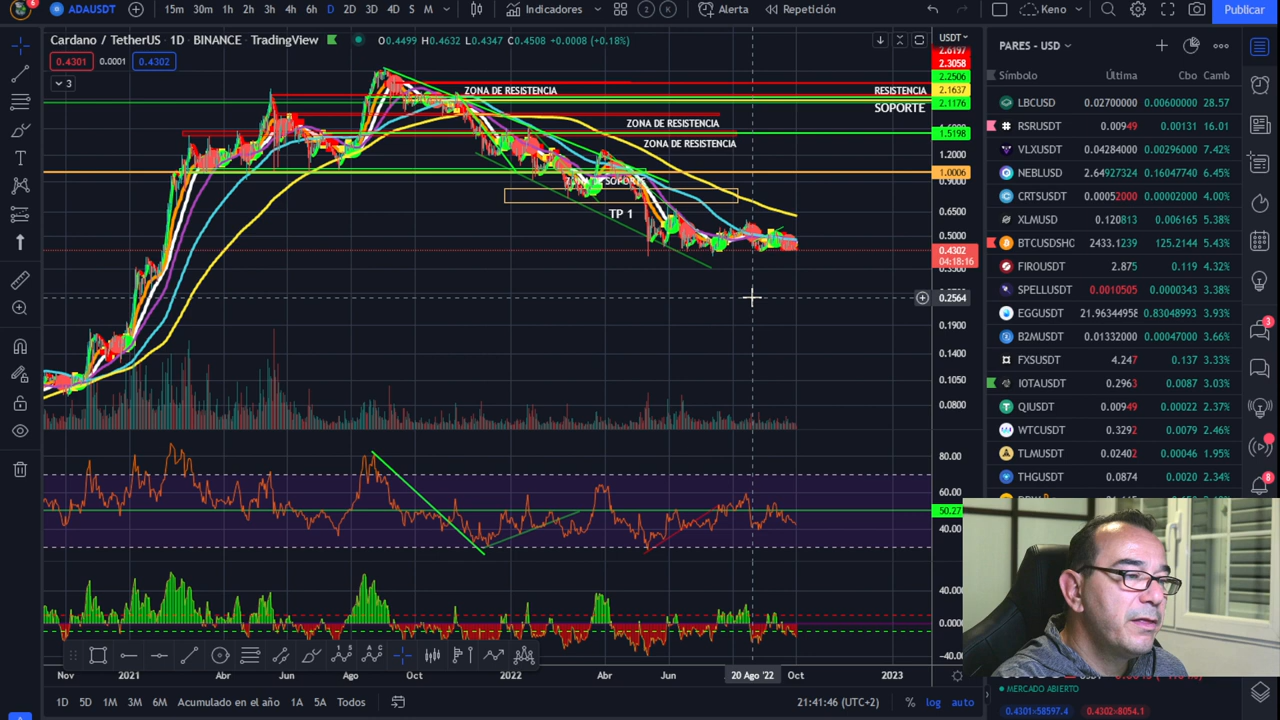 6
ADAUSDT
15m 30m 1h 2h 3h 4h 6h D 2D 3D 4D S M
Indicadores
2
K
Alerta
Repetición
Keno
Publicar
Cardano / TetherUS 1D BINANCE TradingView
O0.4499 H0.4632 L0.4347 C0.4508 +0.0008 (+0.18%)
USDT
PARES - USD
0.4301
0.0001
0.4302
3
2.6197
2.3058
2.2506
2.1637
2.1176
1.5198
1.2000
1.0006
0.9000
0.6500
0.5000
0.4302
04:18:16
0.2564
0.1900
0.1400
0.1050
0.0800
ZONA DE RESISTENCIA
RESISTENCIA
SOPORTE
ZONA DE RESISTENCIA
ZONA DE RESISTENCIA
TP 1
Símbolo Última Cbo Camb
LBCUSD 0.02700000 0.00600000 28.57
RSRUSDT 0.00949 0.00131 16.01
VLXUSDT 0.04284000 0.00296000 7.42%
NEBLUSD 2.64927324 0.16047740 6.45%
CRTSUSDT 0.00052000 0.00002000 4.00%
XLMUSD 0.120813 0.006165 5.38%
BTCUSDSHO 2433.1239 125.2144 5.43%
FIROUSDT 2.875 0.119 4.32%
SPELLUSDT 0.0010505 0.0000343 3.38%
EGGUSDT 21.9634495 0.83048993 3.93%
B2MUSDT 0.01332000 0.00047000 3.66%
FXSUSDT 4.247 0.137 3.33%
IOTAUSDT 0.2963 0.0087 3.03%
QIUSDT 0.00949 0.00022 2.37%
WTCUSDT 0.3292 0.0079 2.46%
TLMUSDT 0.02402 0.00046 1.95%
THGUSDT 0.0874 0.0020 2.34%
3
8
80.00
60.00
50.27
40.00
40.00
0.0000
−40.00
Nov 2021 Abr Jun Ago Oct 2022 Abr Jun 20 Ago '22 Oct 2023
1D 5D 1M 3M 6M Acumulado en el año 1A 5A Todos
21:41:46 (UTC+2)
% log auto
MERCADO ABIERTO
0.4301×58597.4
0.4302×8054.1